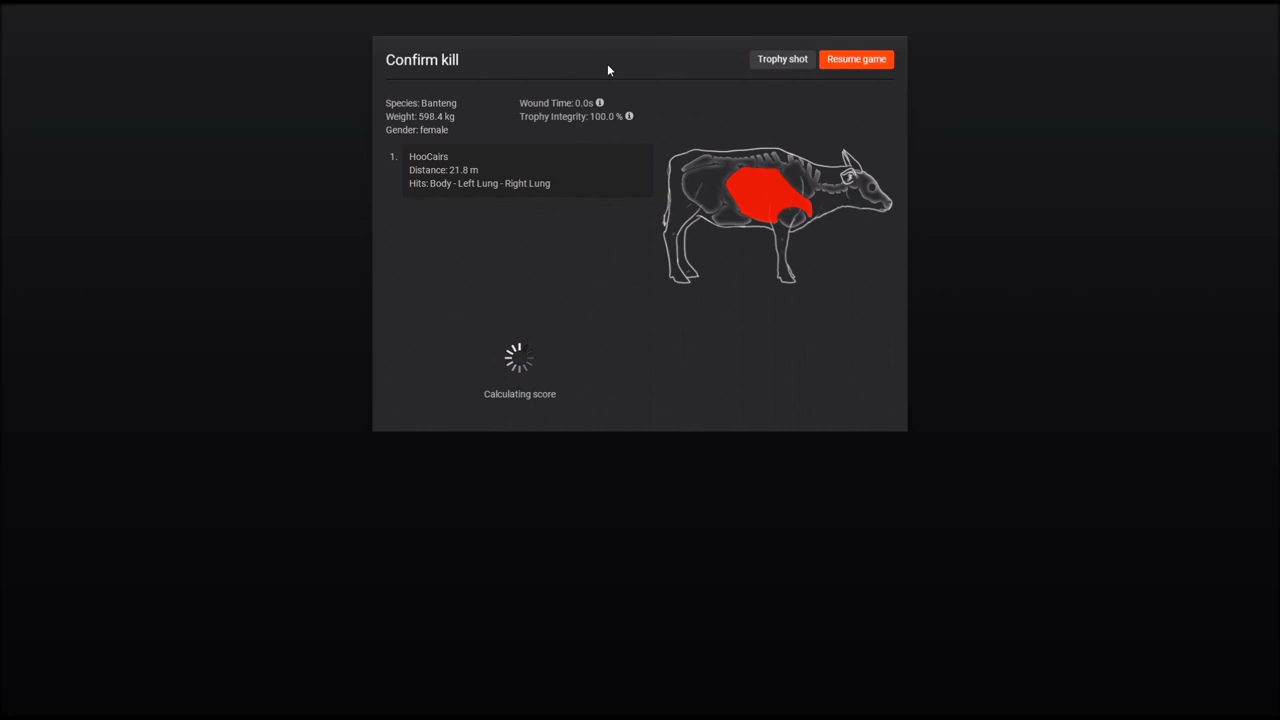 Confirm kill
Trophy shot
Resume game
Species: Banteng
Weight: 598.4 kg
Gender: female
Wound Time: 0.0s
Trophy Integrity: 100.0 %
1.
HooCairs
Distance: 21.8 m
Hits: Body - Left Lung - Right Lung
Calculating score